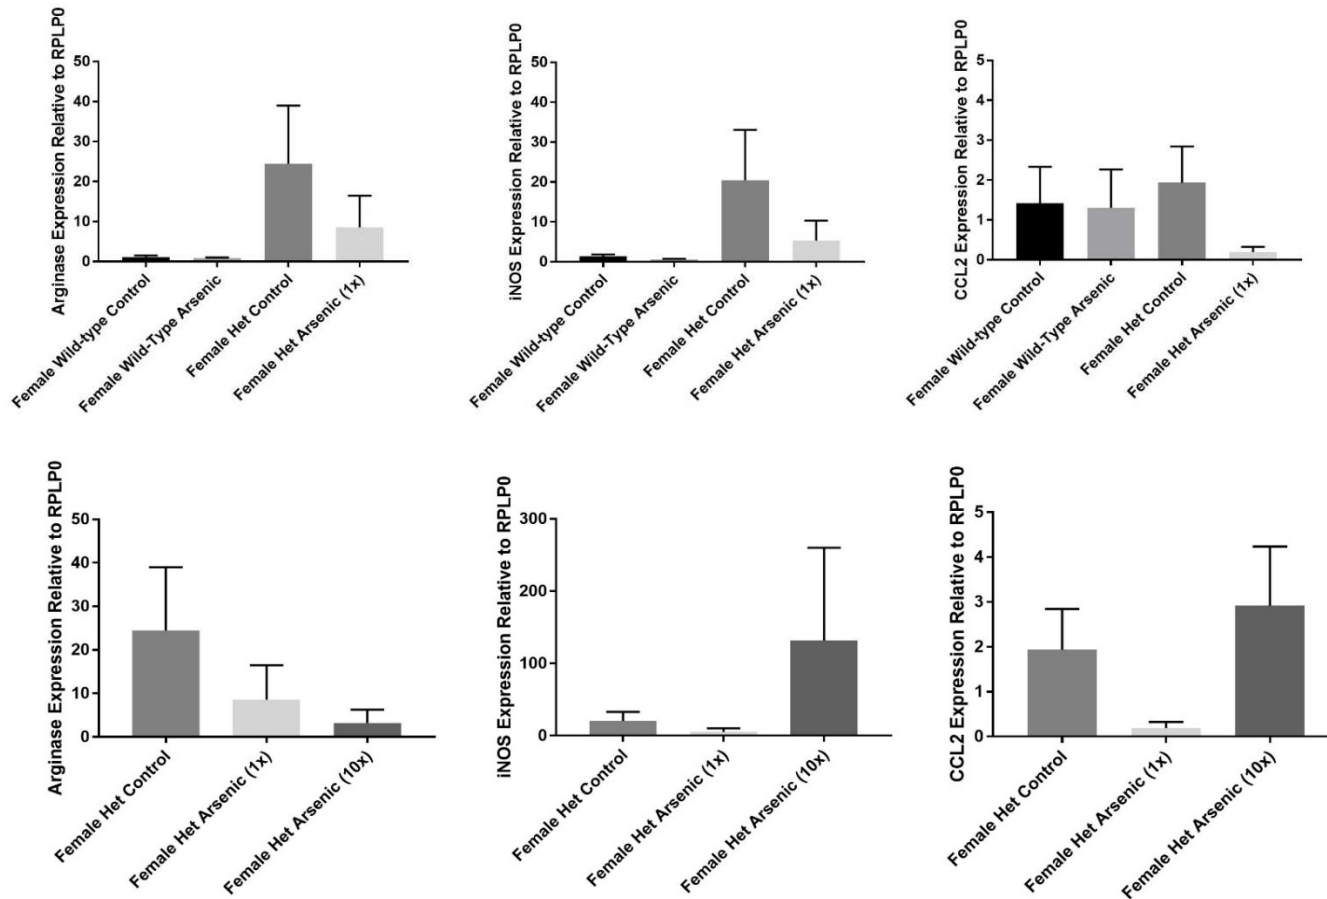 Arginase Expression Relative to RPLP0
50
40
30
20
10
0
Female Wild-type Control
Female Wild-Type Arsenic
Female Het Control
Female Het Arsenic (1x)
iNOS Expression Relative to RPLP0
50
40
30
20
10
0
Female Wild-type Control
Female Wild-Type Arsenic
Female Het Control
Female Het Arsenic (1x)
CCL2 Expression Relative to RPLP0
5
4
3
2
1
0
Female Wild-type Control
Female Wild-Type Arsenic
Female Het Control
Female Het Arsenic (1x)
Arginase Expression Relative to RPLP0
50
40
30
20
10
0
Female Het Control
Female Het Arsenic (1x)
Female Het Arsenic (10x)
iNOS Expression Relative to RPLP0
300
200
100
0
Female Het Control
Female Het Arsenic (1x)
Female Het Arsenic (10x)
CCL2 Expression Relative to RPLP0
5
4
3
2
1
0
Female Het Control
Female Het Arsenic (1x)
Female Het Arsenic (10x)